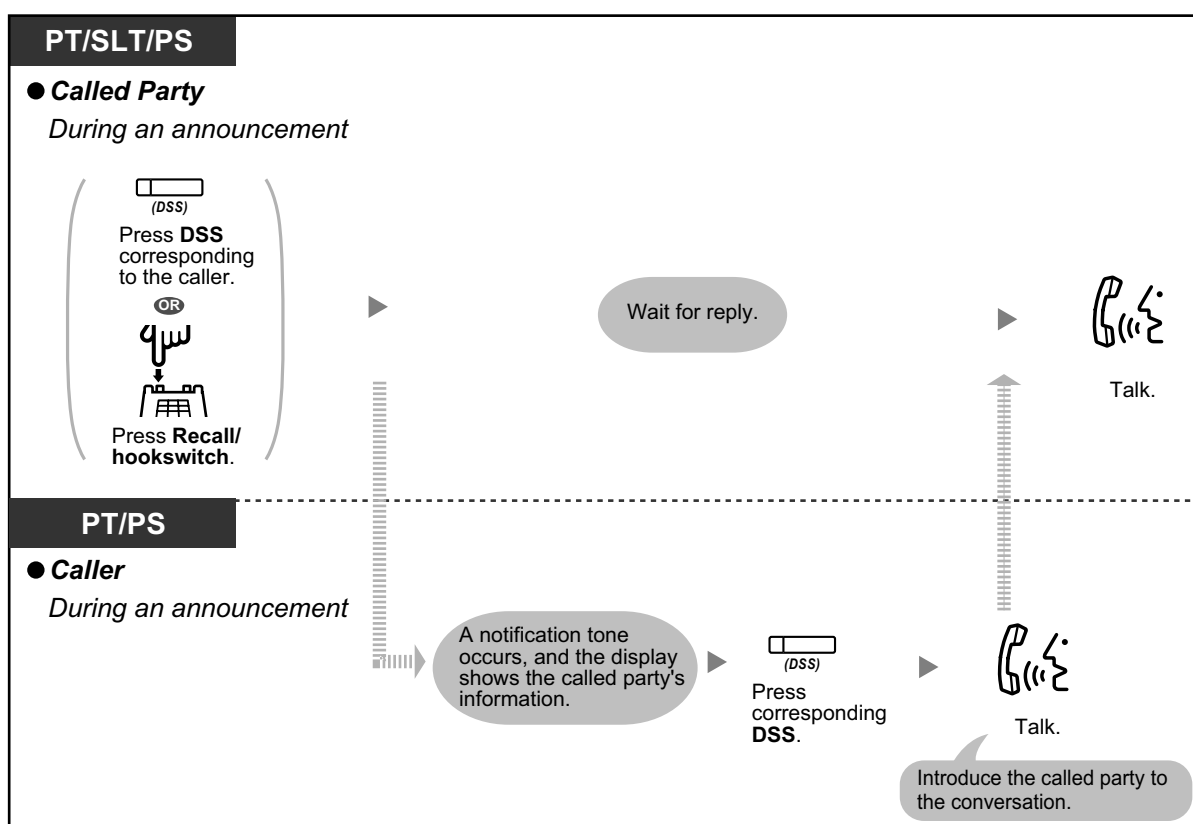 PT/SLT/PS
● Called Party
During an announcement
(DSS)
Press DSS
corresponding
to the caller.
OR
Press Recall/
hookswitch.
Wait for reply.
Talk.
PT/PS
● Caller
During an announcement
A notification tone
occurs, and the display
shows the called party's
information.
(DSS)
Press
corresponding
DSS.
Talk.
Introduce the called party to
the conversation.